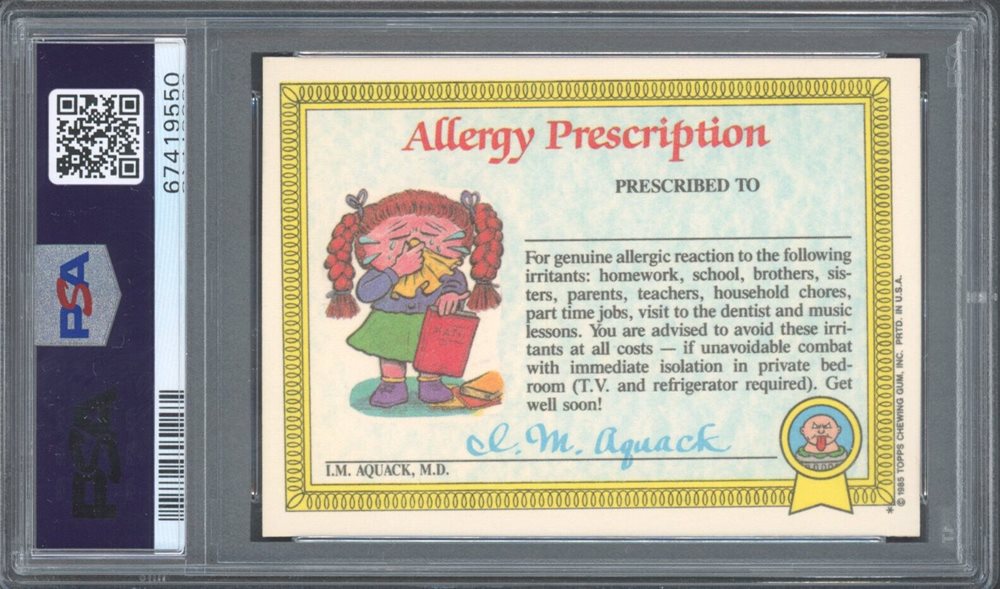 67419550
PSA
PSA
Allergy Prescription
PRESCRIBED TO
For genuine allergic reaction to the following
irritants: homework, school, brothers, sis-
ters, parents, teachers, household chores,
part time jobs, visit to the dentist and music
lessons. You are advised to avoid these irri-
tants at all costs — if unavoidable combat
with immediate isolation in private bed-
room (T.V. and refrigerator required). Get
well soon!
MATH
I. M. Aquack
I.M. AQUACK, M.D.
* © 1985 TOPPS CHEWING GUM, INC. PRTD. IN U.S.A.